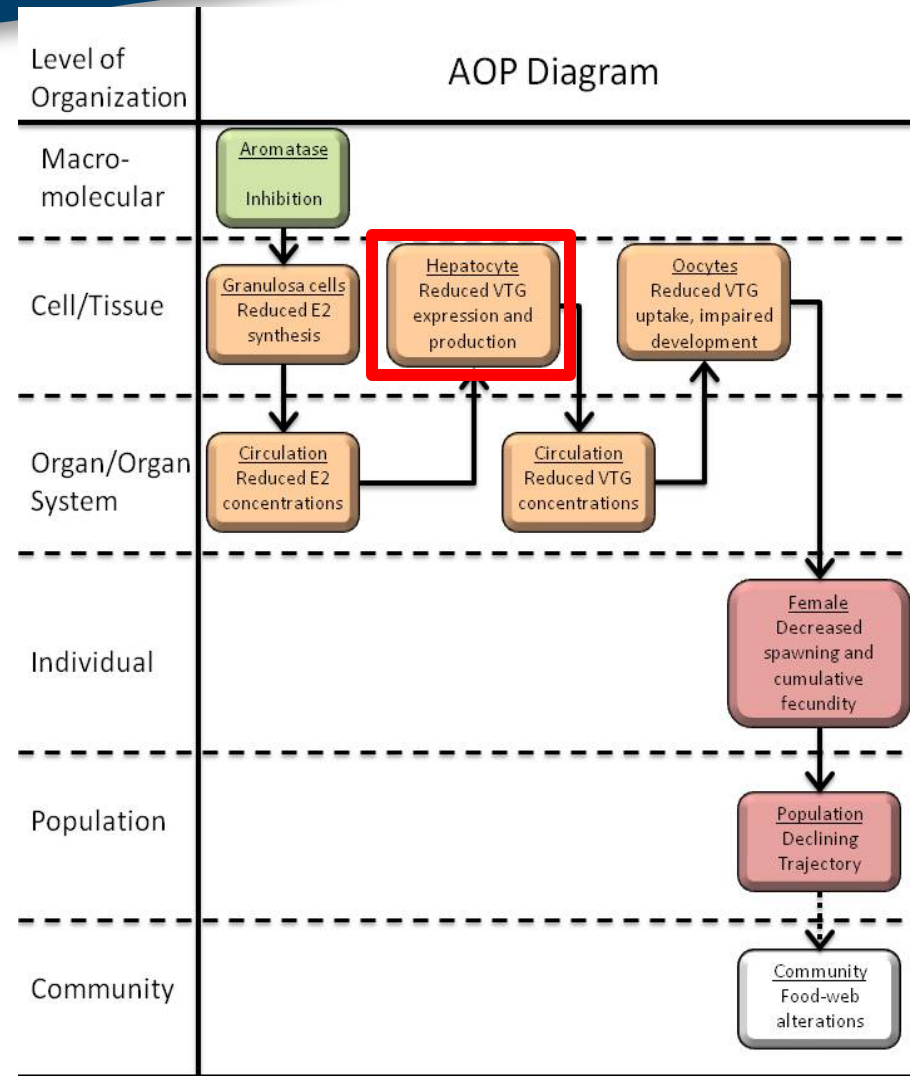 Level of
Organization
AOP Diagram
Macro-
molecular
Aromatase
Inhibition
Cell/Tissue
Granulosa cells
Reduced E2
synthesis
Hepatocyte
Reduced VTG
expression and
production
Oocytes
Reduced VTG
uptake, impaired
development
Organ/Organ
System
Circulation
Reduced E2
concentrations
Circulation
Reduced VTG
concentrations
Individual
Female
Decreased
spawning and
cumulative
fecundity
Population
Population
Declining
Trajectory
Community
Community
Food-web
alterations